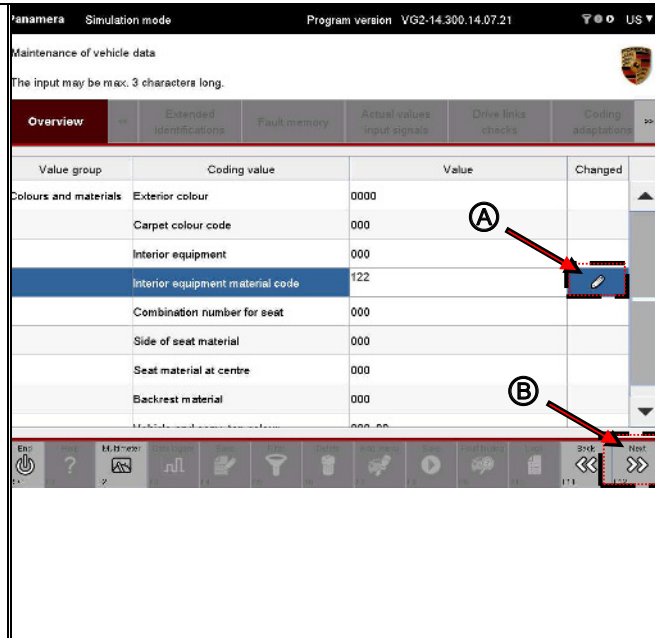 Panamera Simulation mode Program version VG2-14.300.14.07.21 US
Maintenance of vehicle data
The input may be max. 3 characters long.
Overview << Extended identifications Fault memory Actual values input signals Drive links checks Coding adaptations >>
Value group Coding value Value Changed
Colours and materials Exterior colour 0000
Carpet colour code 000
Interior equipment 000
Interior equipment material code 122
Combination number for seat 000
Side of seat material 000
Seat material at centre 000
Backrest material 000
A
B
End Help Multimeter Back Next
F11 F12